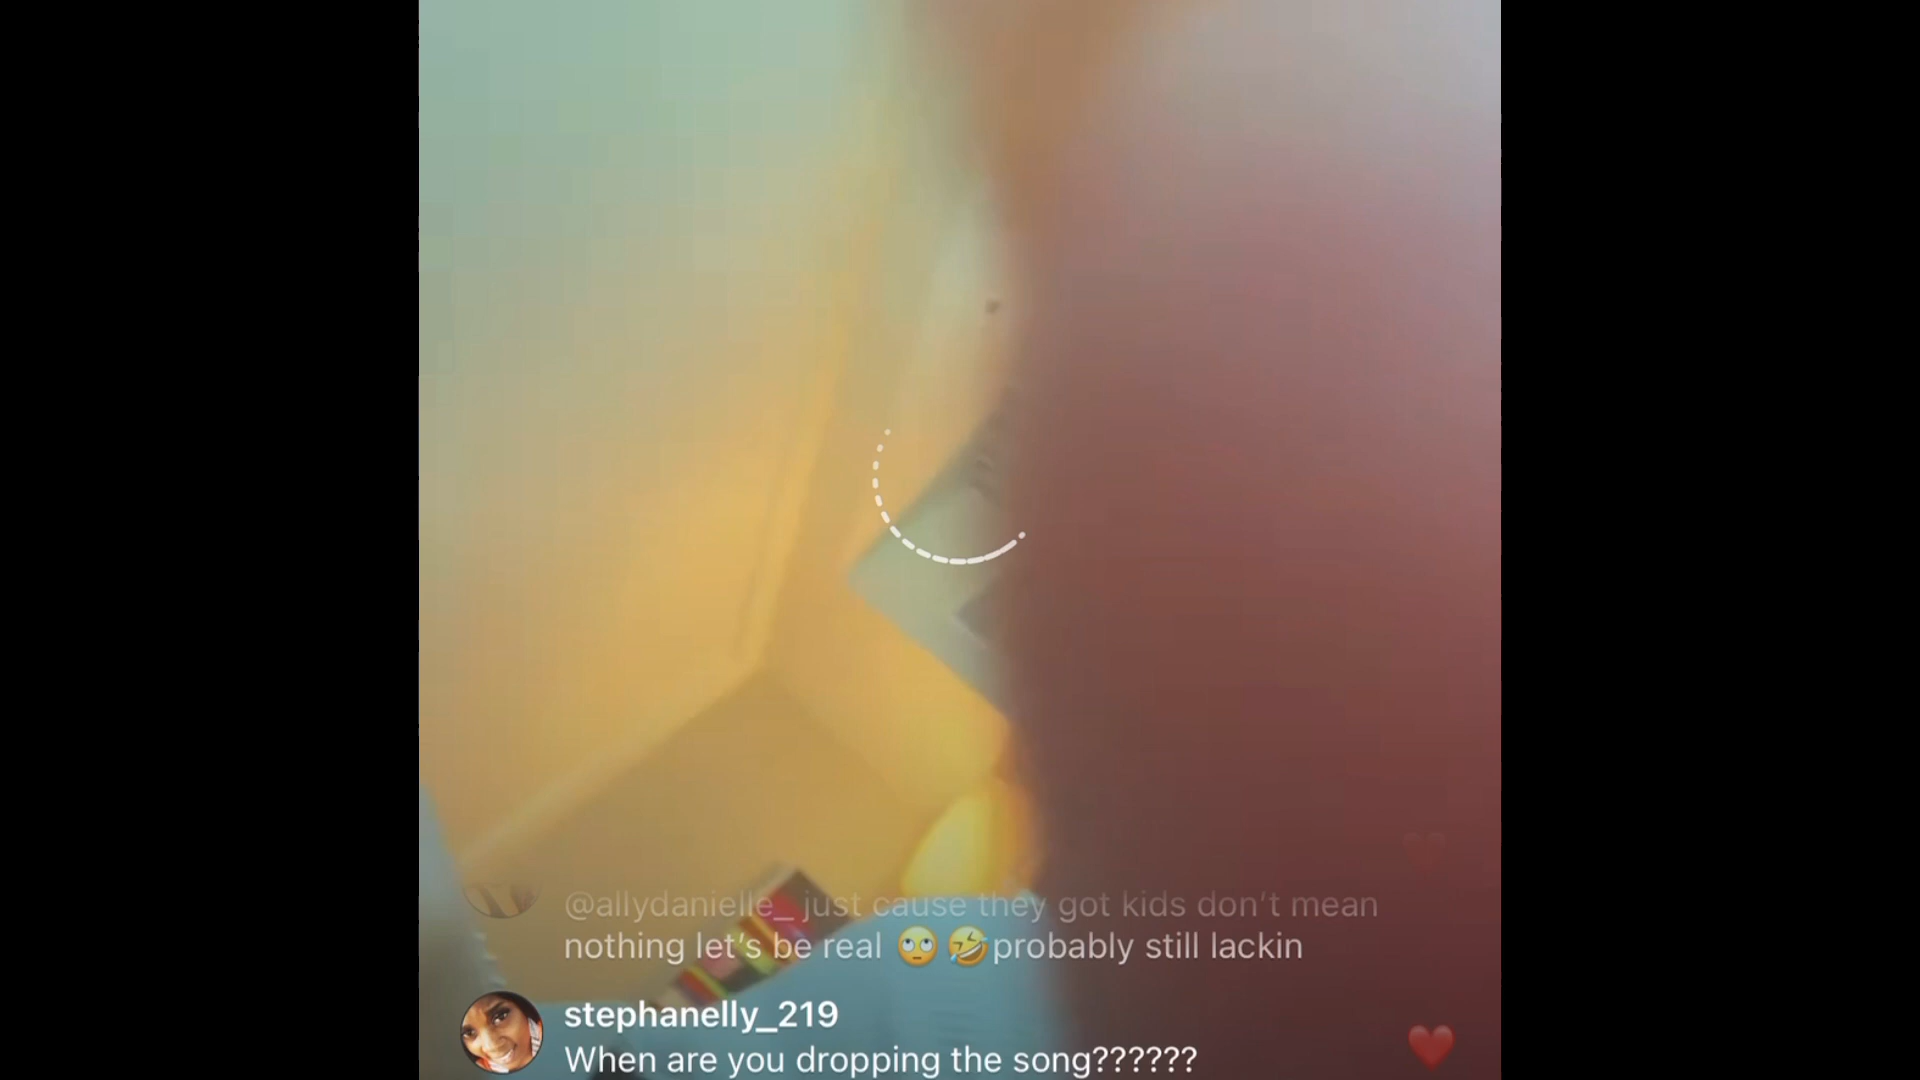 @allydanielle_ just cause they got kids don't mean
nothing let's be real 🙄🤣probably still lackin
stephanelly_219
When are you dropping the song??????